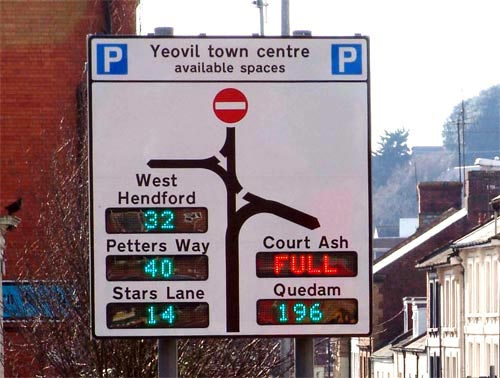 P Yeovil town centre P
available spaces
West
Hendford
32
Petters Way
40
Stars Lane
14
Court Ash
FULL
Quedam
196